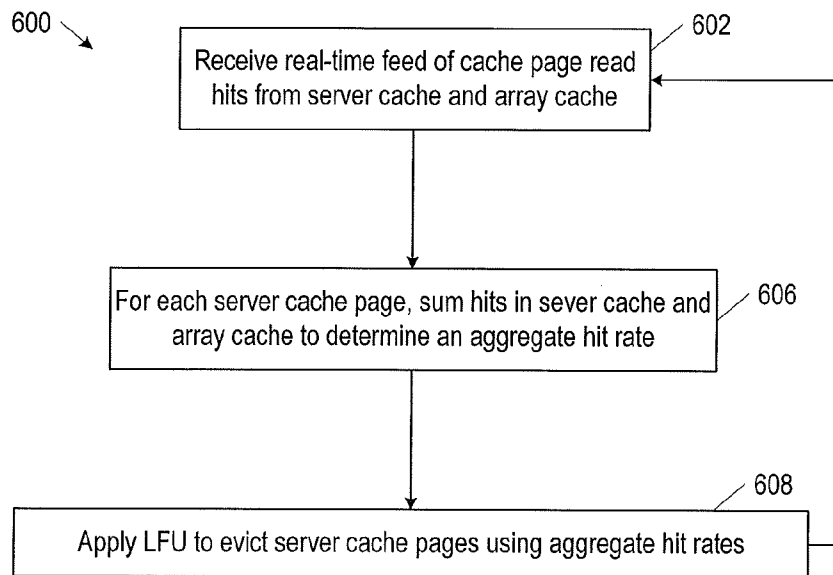 600
602
Receive real-time feed of cache page read
hits from server cache and array cache
606
For each server cache page, sum hits in sever cache and
array cache to determine an aggregate hit rate
608
Apply LFU to evict server cache pages using aggregate hit rates